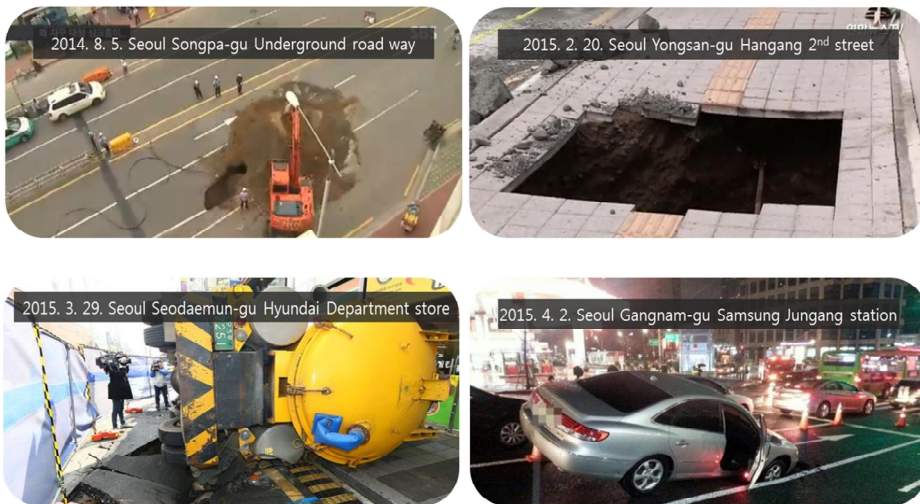 2014. 8. 5. Seoul Songpa-gu Underground road way
SBS
2015. 2. 20. Seoul Yongsan-gu Hangang 2nd street
2015. 3. 29. Seoul Seodaemun-gu Hyundai Department store
2015. 4. 2. Seoul Gangnam-gu Samsung Jungang station